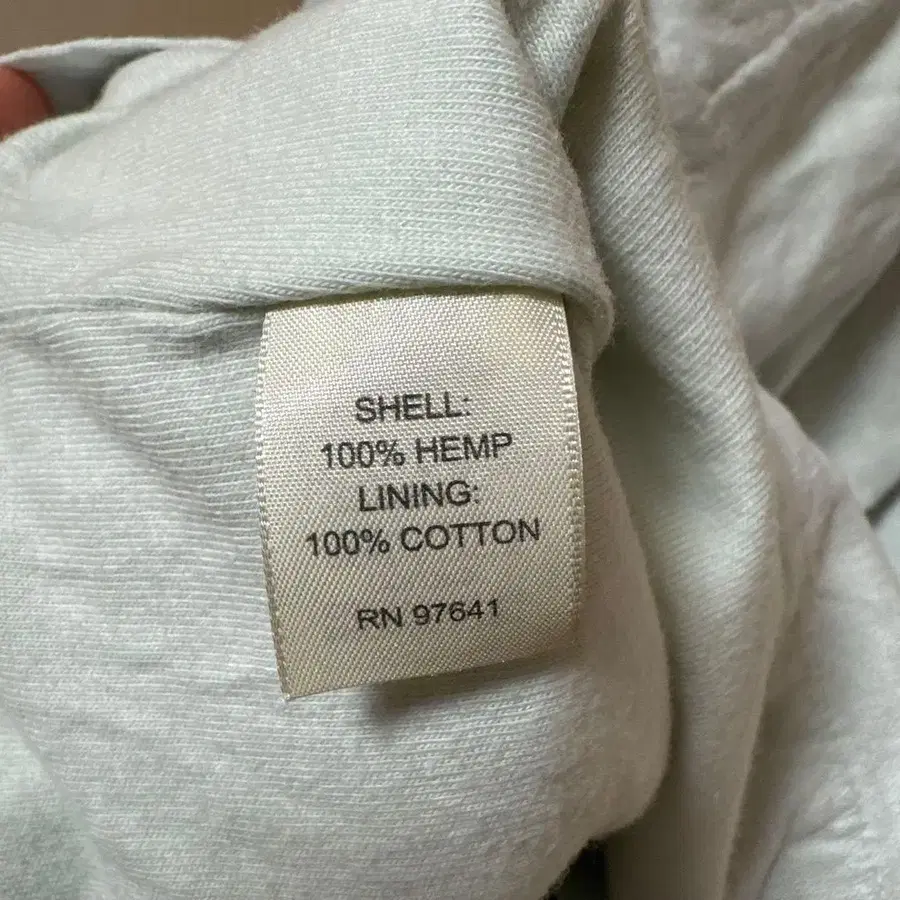 SHELL:
100% HEMP
LINING:
100% COTTON
RN 97641